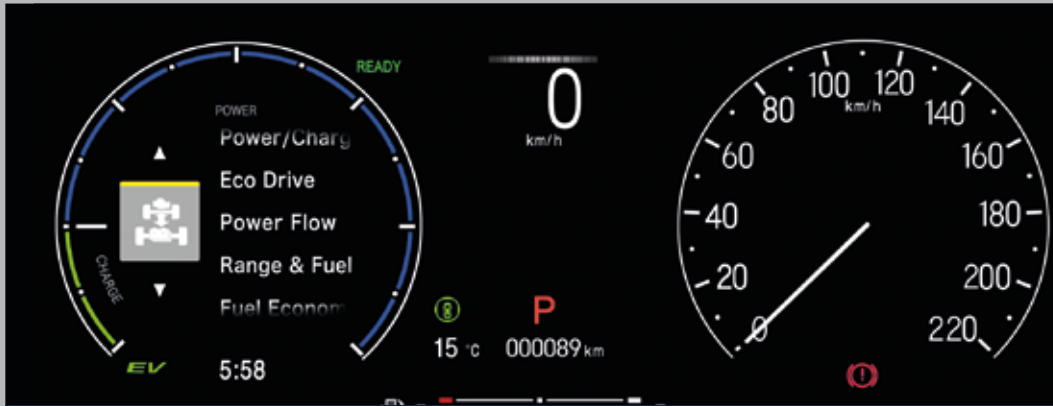 READY
POWER
Power/Charg
Eco Drive
Power Flow
Range & Fuel
Fuel Econom
CHARGE
EV
5:58
0
km/h
P
15 °C
000089 km
0
20
40
60
80
100
120
140
160
180
200
220
km/h